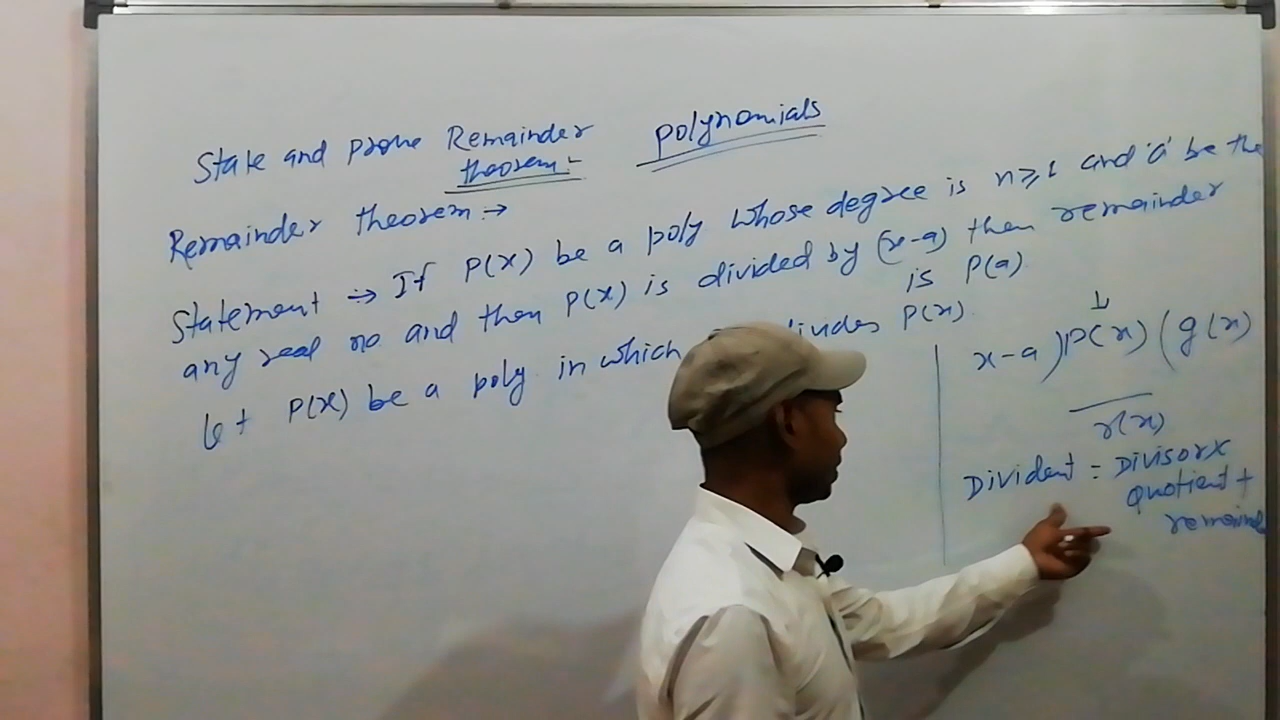 State and prove Remainder
theorem:-
polynomials
Remainder theorem :→
Statement :→ If P(x) be a poly whose degree is n≥1 and 'a' be the
any real no and then P(x) is divided by (x-a) then remainder
is P(a)
let P(x) be a poly in which divides P(x)
x-a)P(x)(g(x)
r(x)
Divident = Divisor x
Quotient +